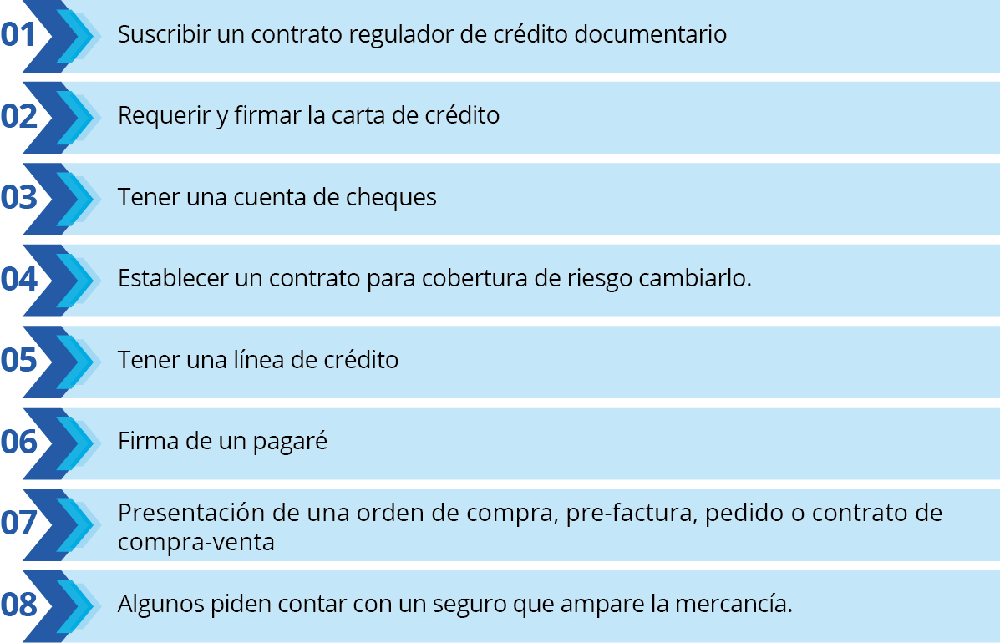 01 Suscribir un contrato regulador de crédito documentario
02 Requerir y firmar la carta de crédito
03 Tener una cuenta de cheques
04 Establecer un contrato para cobertura de riesgo cambiarlo.
05 Tener una línea de crédito
06 Firma de un pagaré
07 Presentación de una orden de compra, pre-factura, pedido o contrato de
compra-venta
08 Algunos piden contar con un seguro que ampare la mercancía.